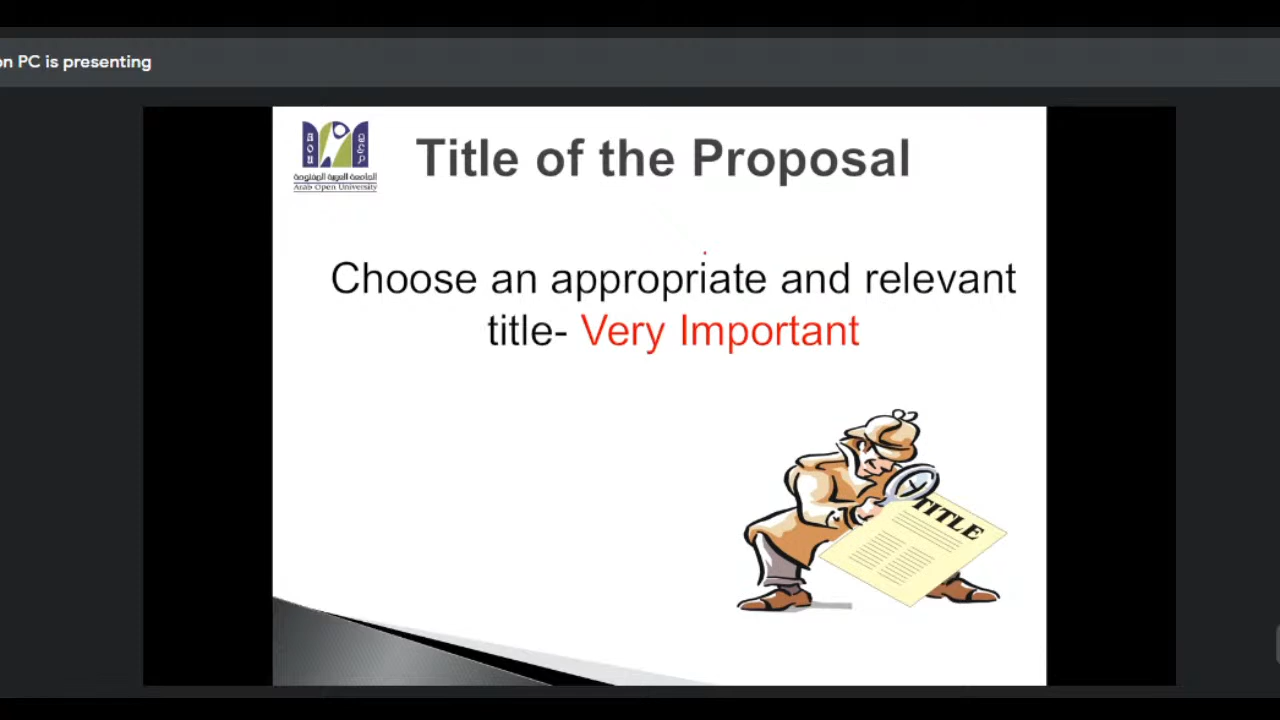 on PC is presenting
Title of the Proposal
الجامعة العربية المفتوحة
Arab Open University
Choose an appropriate and relevant
title- Very Important
TITLE